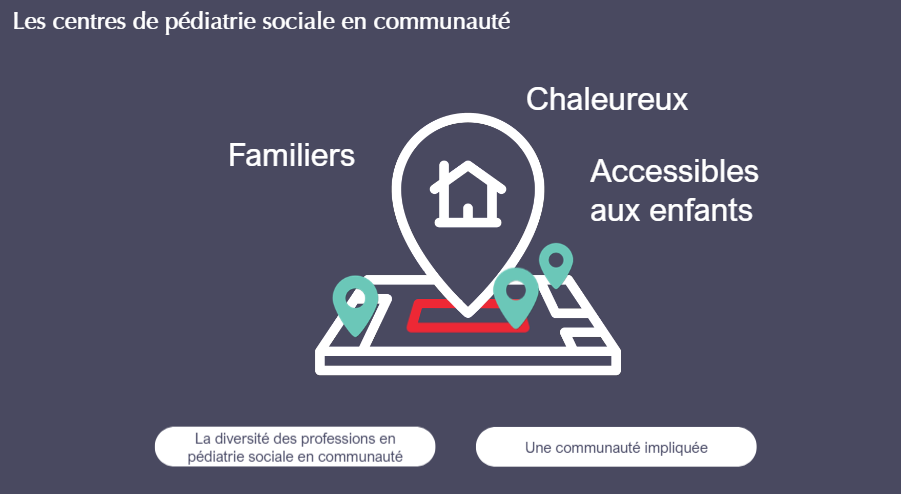 Les centres de pédiatrie sociale en communauté
Chaleureux
Familiers
Accessibles
aux enfants
La diversité des professions en
pédiatrie sociale en communauté
Une communauté impliquée